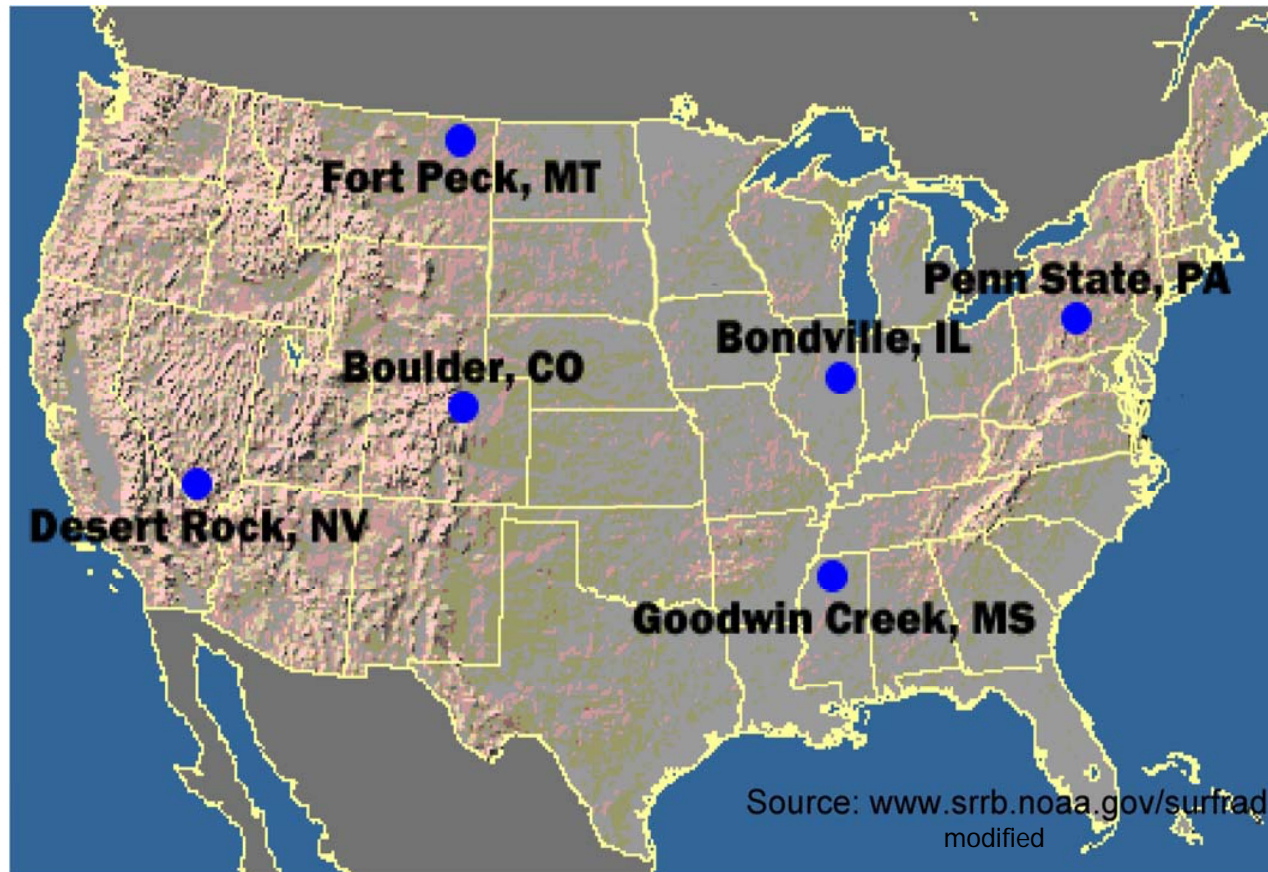 Fort Peck, MT
Penn State, PA
Bondville, IL
Boulder, CO
Desert Rock, NV
Goodwin Creek, MS
Source: www.srrb.noaa.gov/surfrad
modified